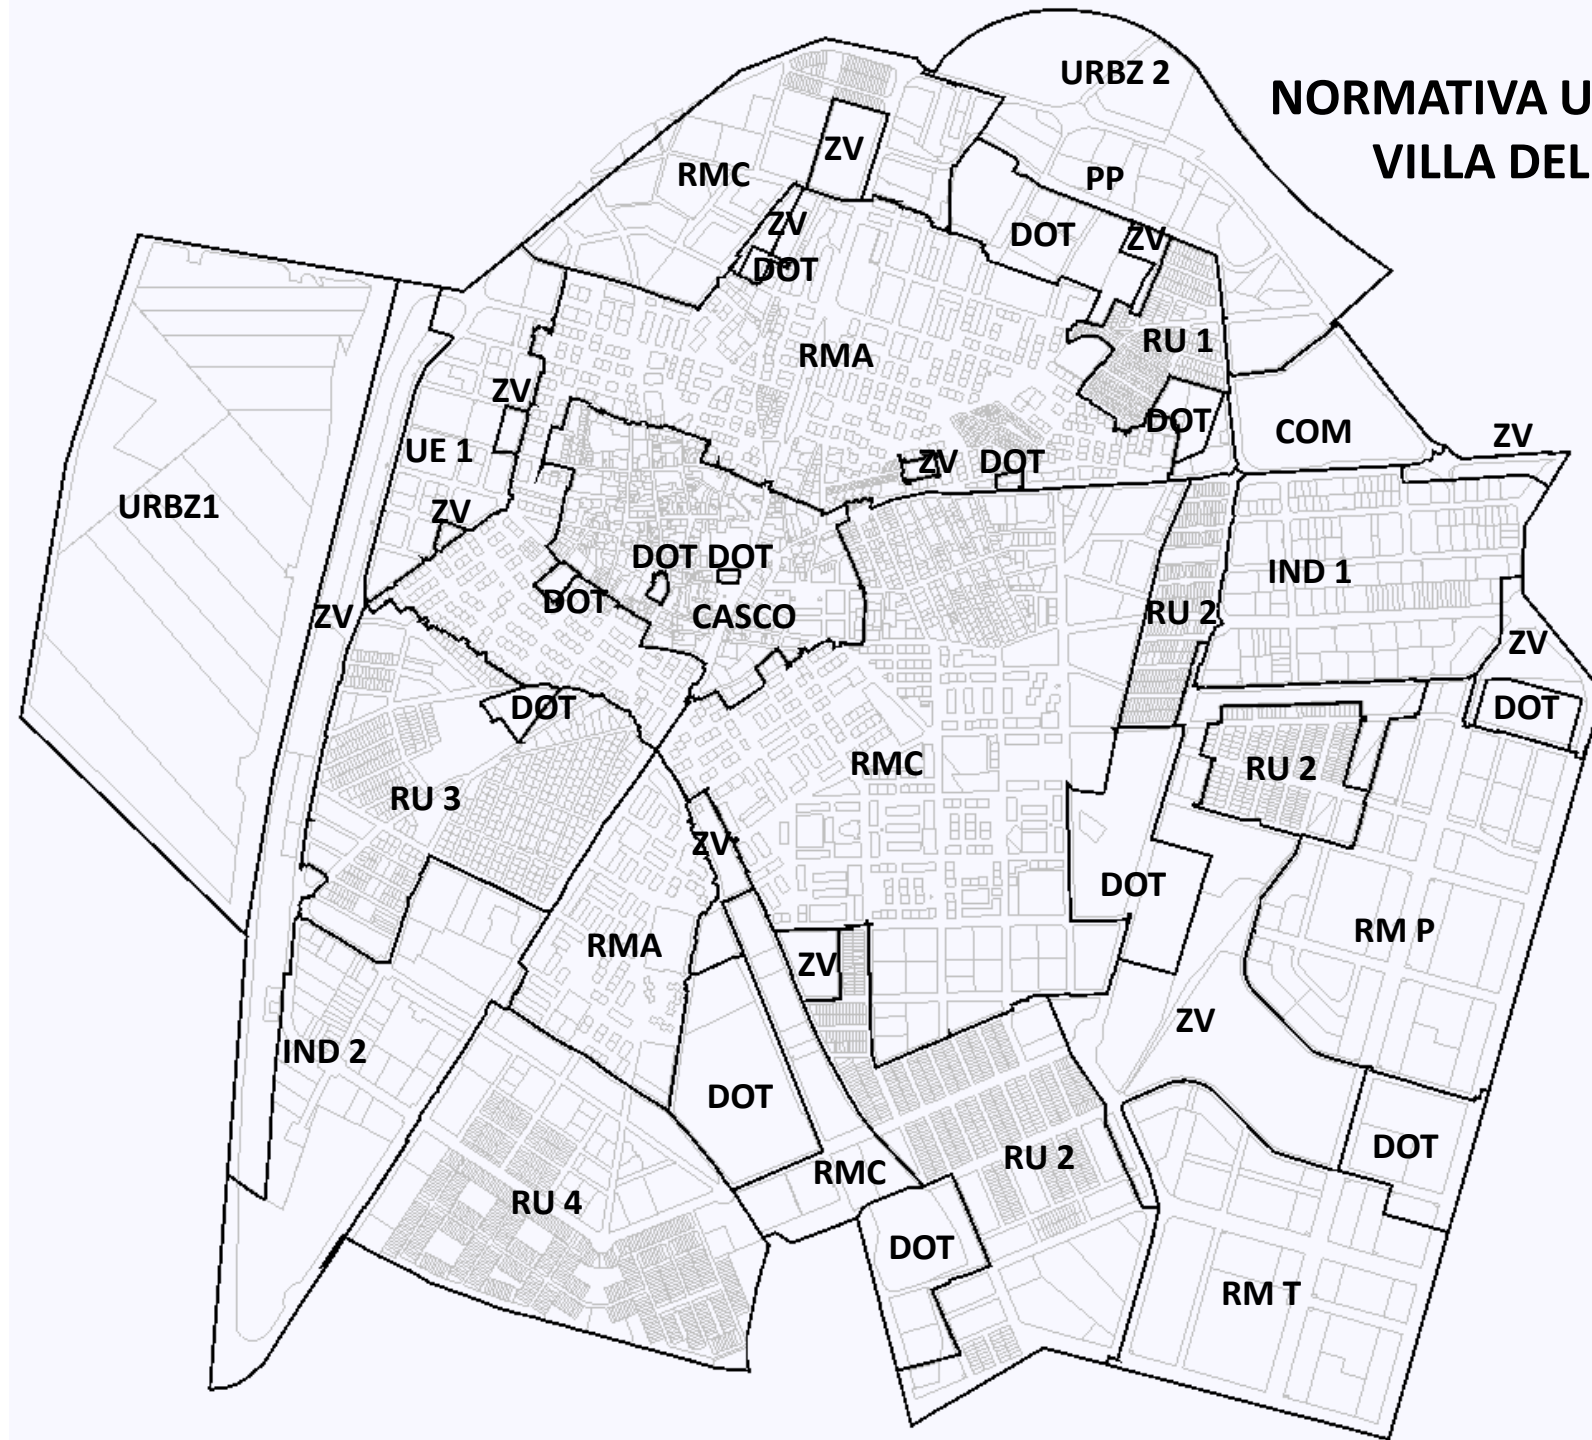 URBZ 2
NORMATIVA U
VILLA DEL
ZV
RMC
PP
ZV
DOT
ZV
DOT
RU 1
RMA
ZV
DOT
COM
ZV
UE 1
ZV
DOT
URBZ1
ZV
DOT DOT
IND 1
DOT
CASCO
RU 2
ZV
ZV
DOT
DOT
RMC
RU 2
RU 3
ZV
DOT
RM P
RMA
ZV
ZV
IND 2
DOT
DOT
RU 2
RMC
RU 4
DOT
RM T